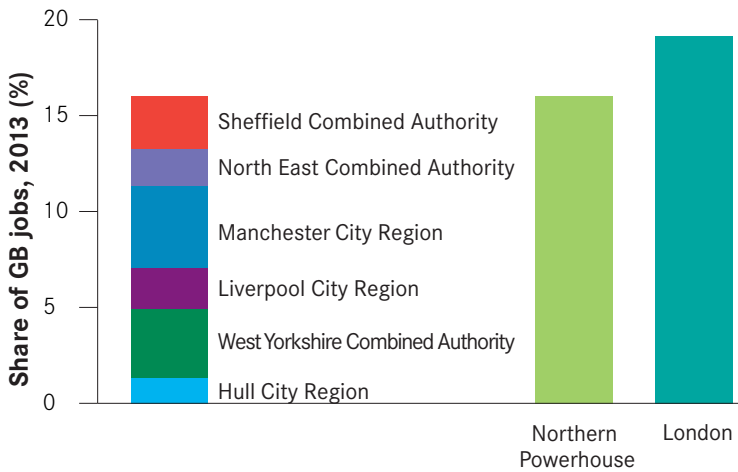 Share of GB jobs, 2013 (%)
20
15
10
5
0
Sheffield Combined Authority
North East Combined Authority
Manchester City Region
Liverpool City Region
West Yorkshire Combined Authority
Hull City Region
Northern
Powerhouse
London